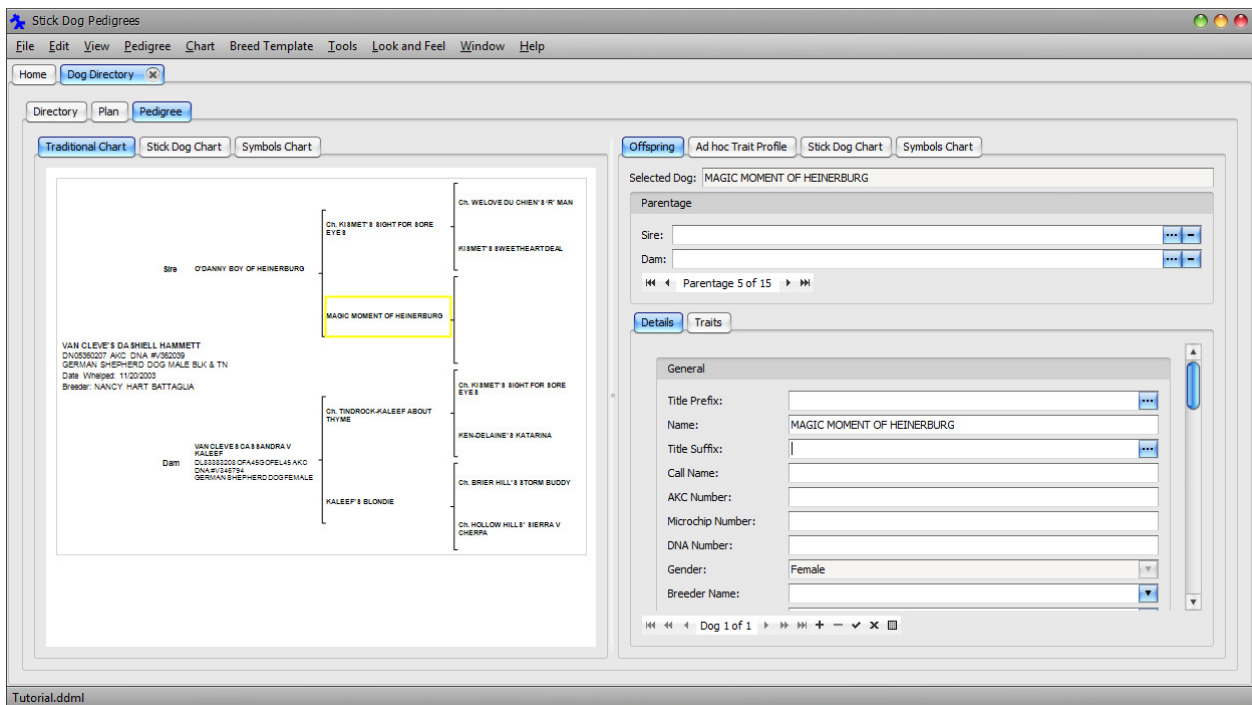 Stick Dog Pedigrees
File Edit View Pedigree Chart Breed Template Tools Look and Feel Window Help
Home Dog Directory
Directory Plan Pedigree
Traditional Chart Stick Dog Chart Symbols Chart
Sire O'DANNY BOY OF HEINERBURG
Ch. KISMET'S SIGHT FOR SORE
EYES
Ch. WELOVE DU CHIEN'S 'R' MAN
KISMET'S SWEETHEART DEAL
MAGIC MOMENT OF HEINERBURG
VAN CLEVE'S DASHIELL HAMMETT
DN05360207 AKC DNA #V362039
GERMAN SHEPHERD DOG MALE BLK & TN
Date Whelped: 11/20/2003
Breeder: NANCY HART BATTAGLIA
Dam VAN CLEVE'S CASSANDRA V
KALEEF
DL83383208 OFA45G OFEL45 AKC
DNA #V345794
GERMAN SHEPHERD DOG FEMALE
Ch. TINDROCK-KALEEF ABOUT
THYME
Ch. KISMET'S SIGHT FOR SORE
EYES
KEN-DELAINE'S KATARINA
KALEEF'S BLONDIE
Ch. BRIER HILL'S STORM BUDDY
Ch. HOLLOW HILLS' SIERRA V
CHERPA
Offspring Ad hoc Trait Profile Stick Dog Chart Symbols Chart
Selected Dog: MAGIC MOMENT OF HEINERBURG
Parentage
Sire:
Dam:
Parentage 5 of 15
Details Traits
General
Title Prefix:
Name: MAGIC MOMENT OF HEINERBURG
Title Suffix:
Call Name:
AKC Number:
Microchip Number:
DNA Number:
Gender: Female
Breeder Name:
Dog 1 of 1
Tutorial.ddml